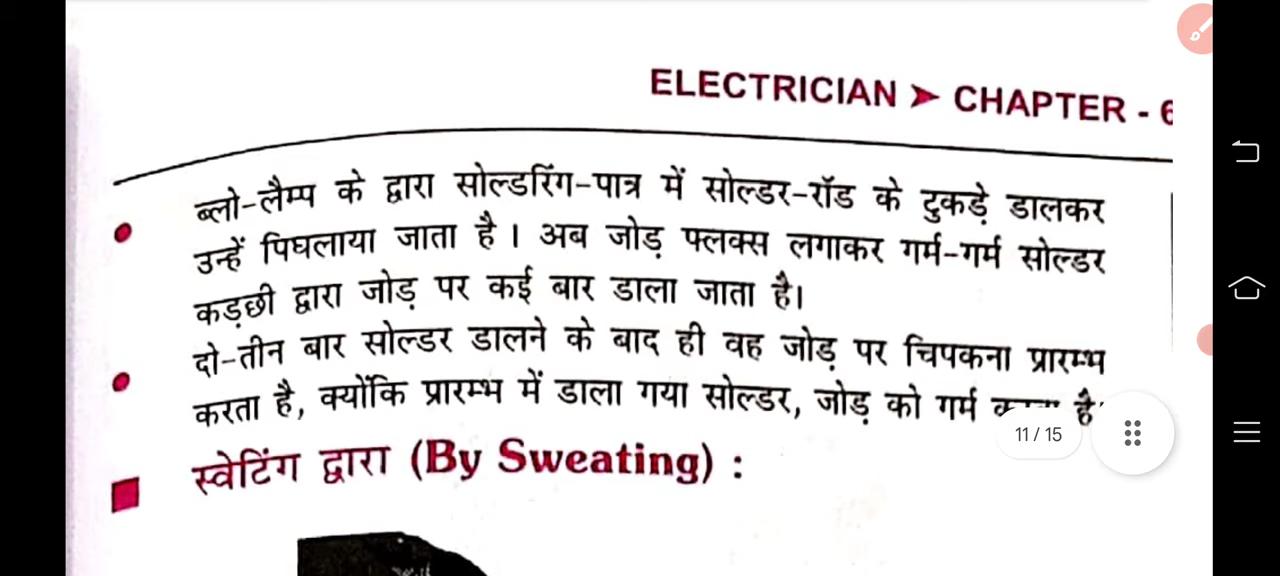 ELECTRICIAN ➤ CHAPTER - 6
ब्लो-लैम्प के द्वारा सोल्डरिंग-पात्र में सोल्डर-रॉड के टुकड़े डालकर
उन्हें पिघलाया जाता है । अब जोड़ फ्लक्स लगाकर गर्म-गर्म सोल्डर
कड़छी द्वारा जोड़ पर कई बार डाला जाता है।
दो-तीन बार सोल्डर डालने के बाद ही वह जोड़ पर चिपकना प्रारम्भ
करता है, क्योंकि प्रारम्भ में डाला गया सोल्डर, जोड़ को गर्म है
11 / 15
स्वेटिंग द्वारा (By Sweating) :